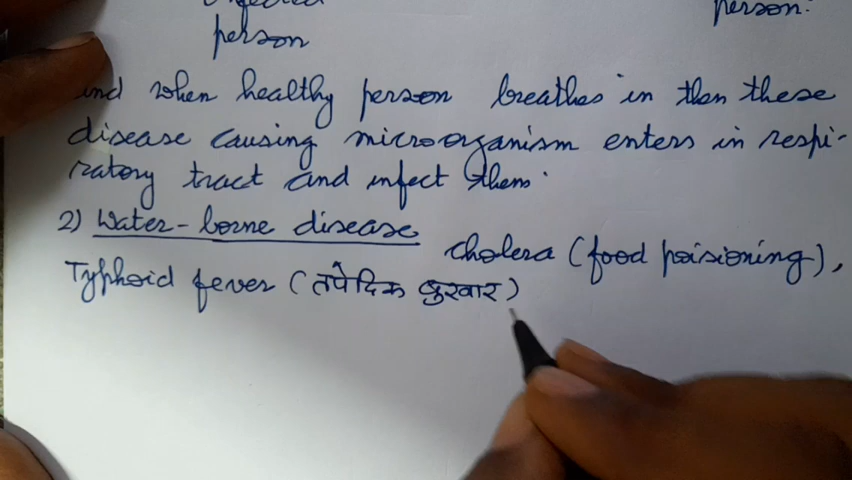 person.
person
and when healthy person breathes in then these
disease causing microorganism enters in respi-
ratory tract and infect them.
2) Water-borne disease
cholera (food poisioning),
Typhoid fever (तपेदिक बुखार)